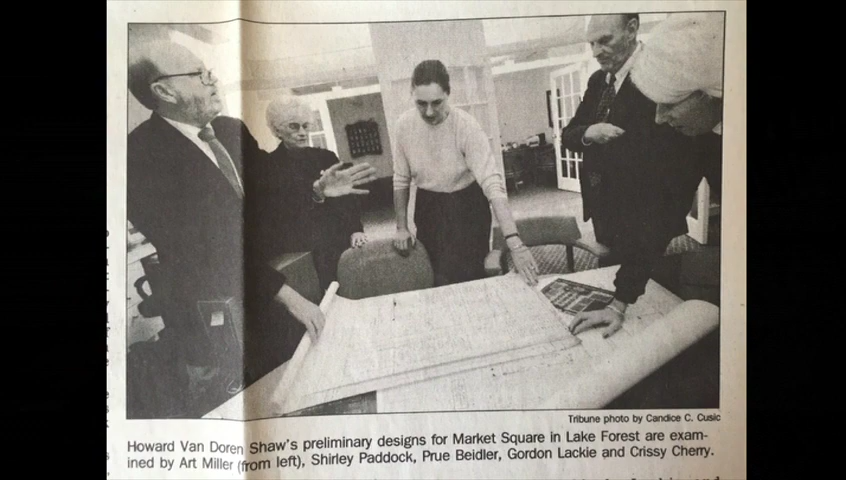 Tribune photo by Candice C. Cusic
Howard Van Doren Shaw's preliminary designs for Market Square in Lake Forest are exam-
ined by Art Miller (from left), Shirley Paddock, Prue Beidler, Gordon Lackie and Crissy Cherry.